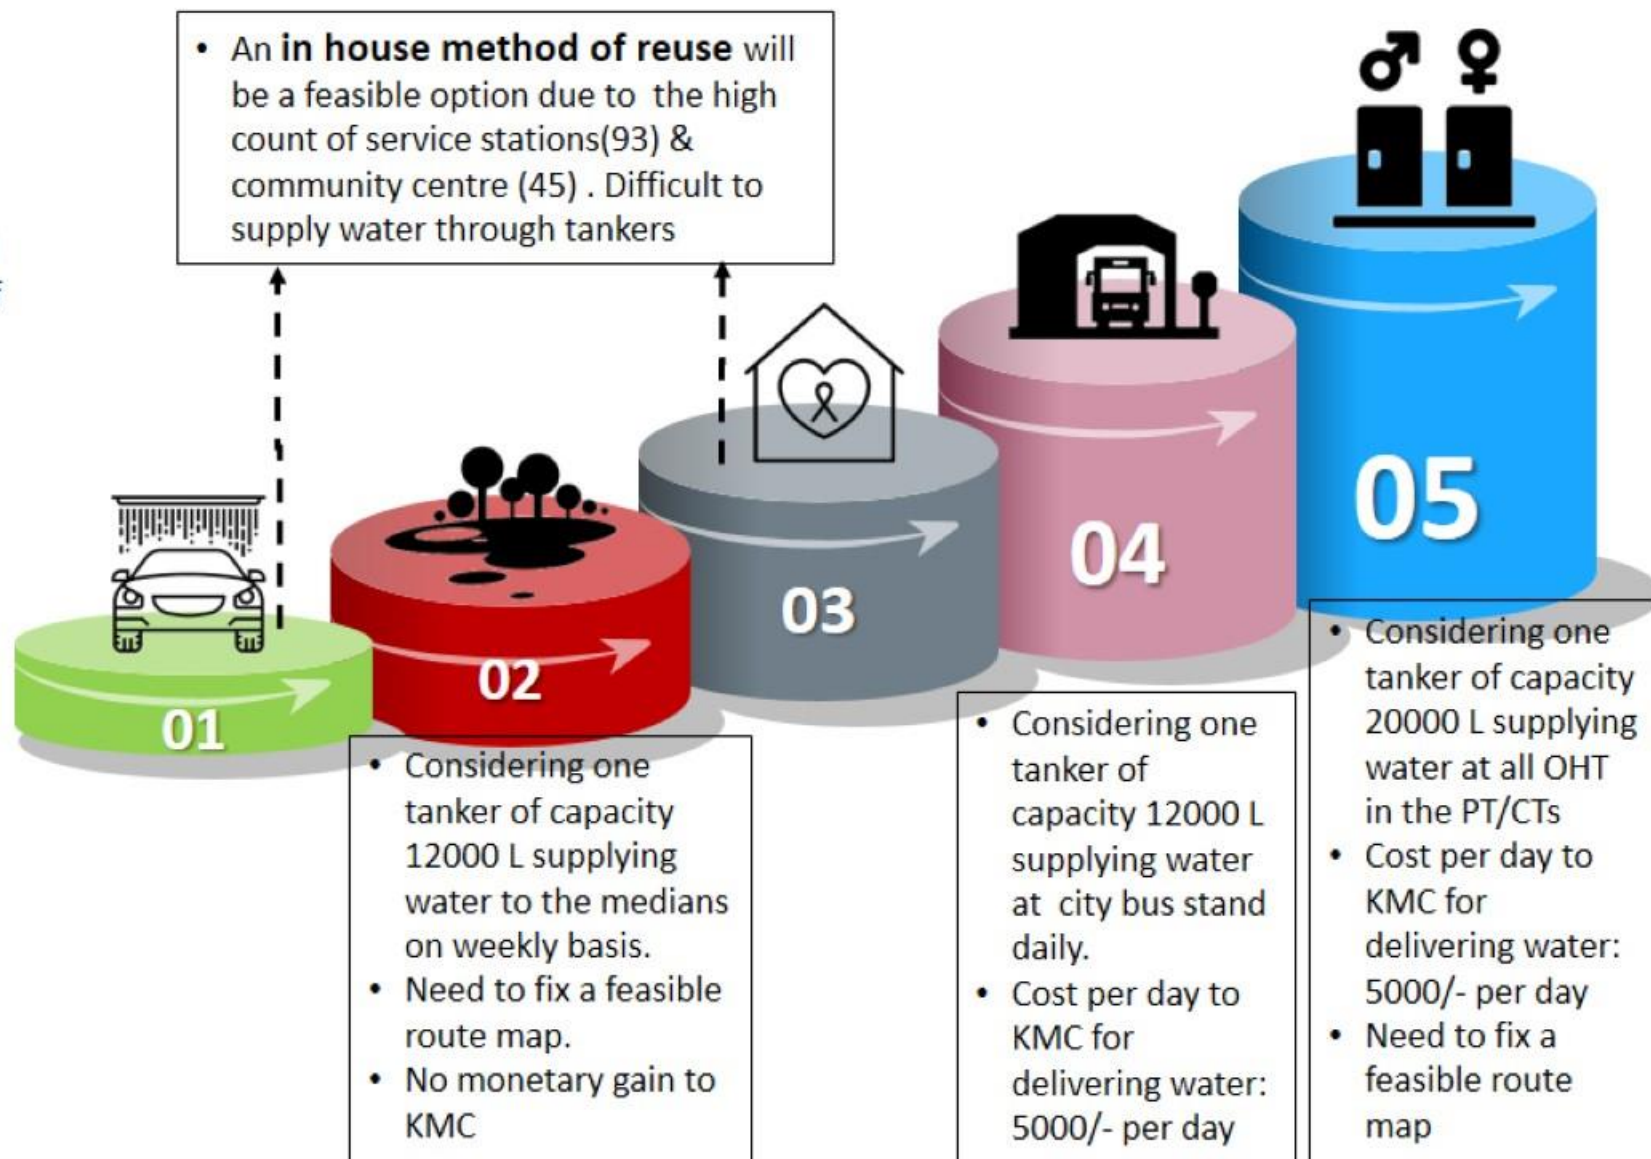 • An in house method of reuse will
be a feasible option due to the high
count of service stations(93) &
community centre (45) . Difficult to
supply water through tankers
01
02
03
04
05
• Considering one
tanker of capacity
12000 L supplying
water to the medians
on weekly basis.
• Need to fix a feasible
route map.
• No monetary gain to
KMC
• Considering one
tanker of
capacity 12000 L
supplying water
at city bus stand
daily.
• Cost per day to
KMC for
delivering water:
5000/- per day
• Considering one
tanker of capacity
20000 L supplying
water at all OHT
in the PT/CTs
• Cost per day to
KMC for
delivering water:
5000/- per day
• Need to fix a
feasible route
map